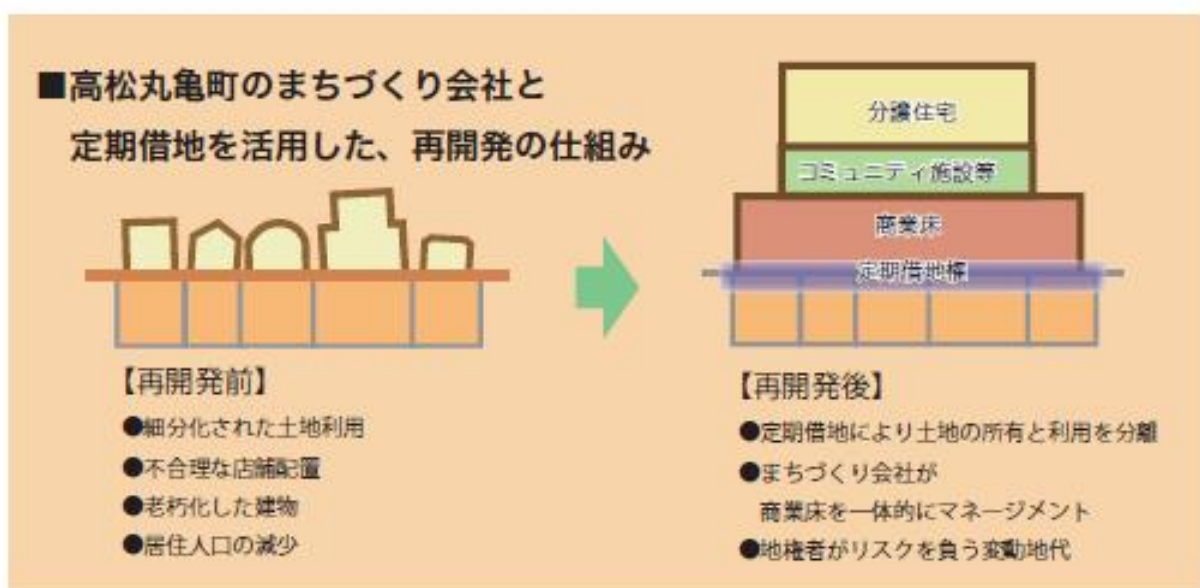 ■高松丸亀町のまちづくり会社と
定期借地を活用した、再開発の仕組み
【再開発前】
●細分化された土地利用
●不合理な店舗配置
●老朽化した建物
●居住人口の減少
分譲住宅
コミュニティ施設等
商業床
定期借地権
【再開発後】
●定期借地により土地の所有と利用を分離
●まちづくり会社が
商業床を一体的にマネージメント
●地権者がリスクを負う変動地代